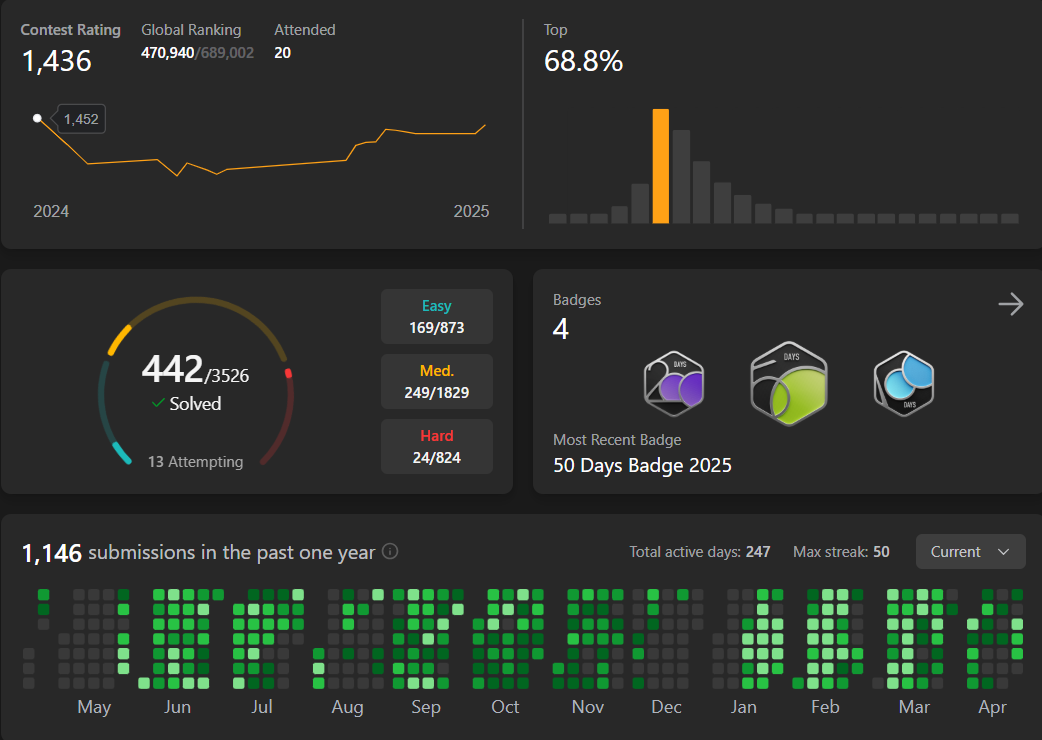 Contest Rating Global Ranking Attended
1,436 470,940/689,002 20
1,452
2024 2025
Top
68.8%
442/3526
Solved
13 Attempting
Easy
169/873
Med.
249/1829
Hard
24/824
Badges
4
DAYS DAYS DAYS
Most Recent Badge
50 Days Badge 2025
1,146 submissions in the past one year Total active days: 247 Max streak: 50 Current
May Jun Jul Aug Sep Oct Nov Dec Jan Feb Mar Apr